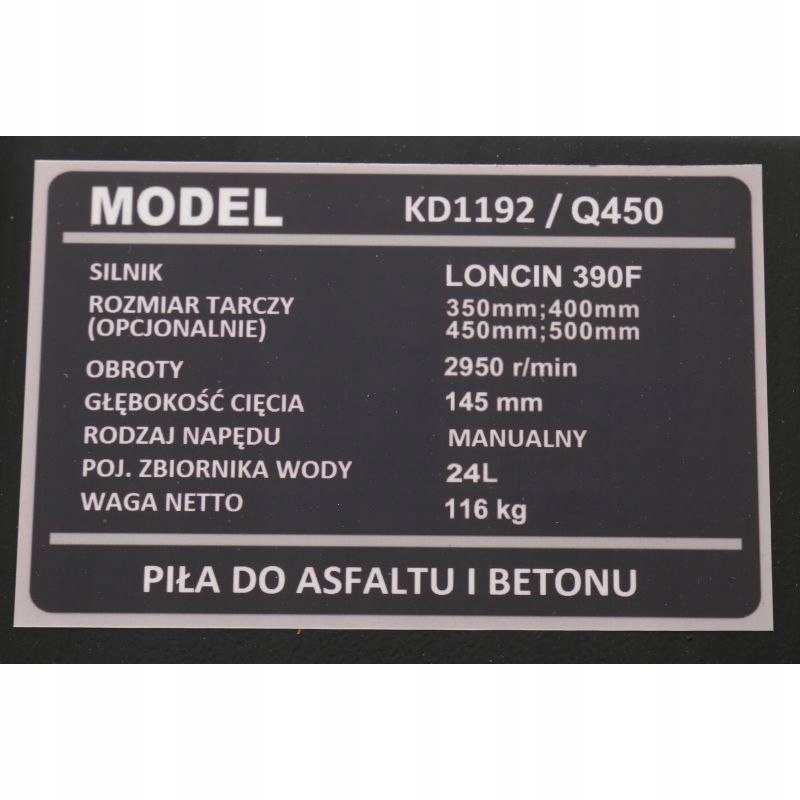 MODEL KD1192 / Q450
SILNIK LONCIN 390F
ROZMIAR TARCZY 350mm;400mm
(OPCJONALNIE) 450mm;500mm
OBROTY 2950 r/min
GŁĘBOKOŚĆ CIĘCIA 145 mm
RODZAJ NAPĘDU MANUALNY
POJ. ZBIORNIKA WODY 24L
WAGA NETTO 116 kg
PIŁA DO ASFALTU I BETONU